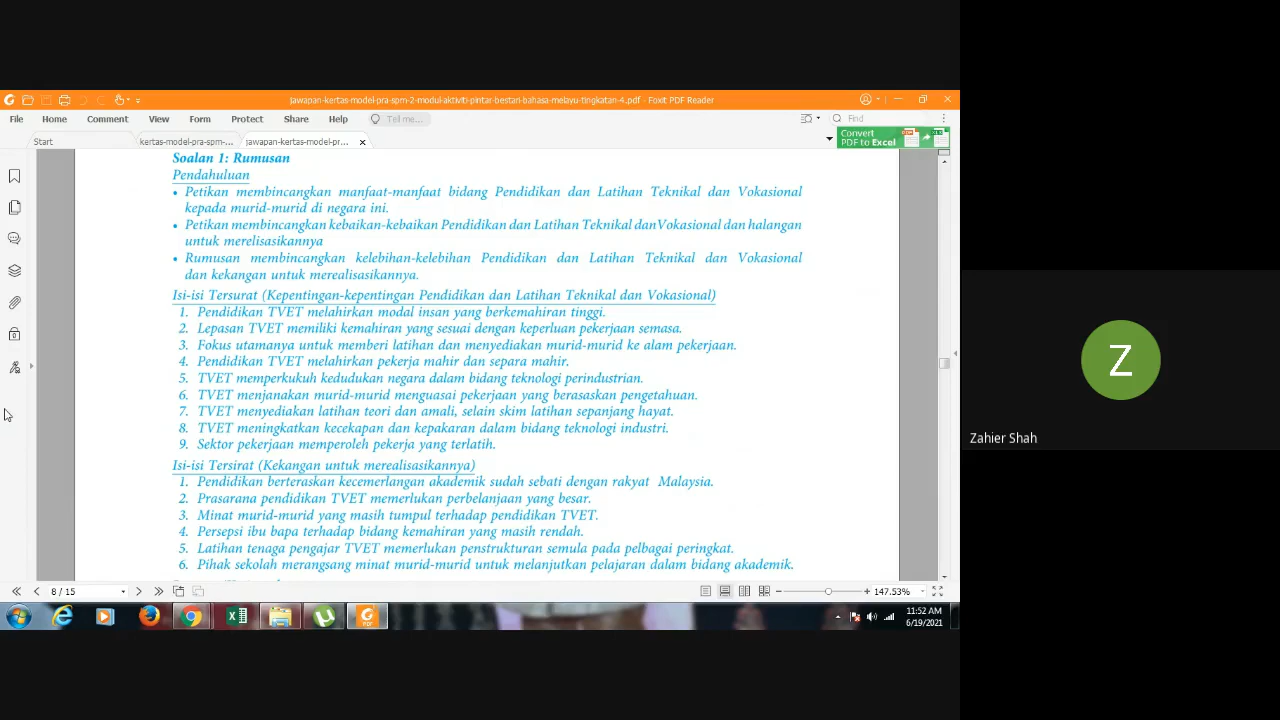 jawapan-kertas-model-pra-spm-2-modul-aktiviti-pintar-bestari-bahasa-melayu-tingkatan-4.pdf - Foxit PDF Reader
File Home Comment View Form Protect Share Help Tell me... Find
Start kertas-model-pra-spm-... jawapan-kertas-model-pr...
Convert
PDF to Excel
Soalan 1: Rumusan
Pendahuluan
• Petikan membincangkan manfaat-manfaat bidang Pendidikan dan Latihan Teknikal dan Vokasional
kepada murid-murid di negara ini.
• Petikan membincangkan kebaikan-kebaikan Pendidikan dan Latihan Teknikal dan Vokasional dan halangan
untuk merelisasikannya
• Rumusan membincangkan kelebihan-kelebihan Pendidikan dan Latihan Teknikal dan Vokasional
dan kekangan untuk merealisasikannya.
Isi-isi Tersurat (Kepentingan-kepentingan Pendidikan dan Latihan Teknikal dan Vokasional)
1. Pendidikan TVET melahirkan modal insan yang berkemahiran tinggi.
2. Lepasan TVET memiliki kemahiran yang sesuai dengan keperluan pekerjaan semasa.
3. Fokus utamanya untuk memberi latihan dan menyediakan murid-murid ke alam pekerjaan.
4. Pendidikan TVET melahirkan pekerja mahir dan separa mahir.
5. TVET memperkukuh kedudukan negara dalam bidang teknologi perindustrian.
6. TVET menjanakan murid-murid menguasai pekerjaan yang berasaskan pengetahuan.
7. TVET menyediakan latihan teori dan amali, selain skim latihan sepanjang hayat.
8. TVET meningkatkan kecekapan dan kepakaran dalam bidang teknologi industri.
9. Sektor pekerjaan memperoleh pekerja yang terlatih.
Isi-isi Tersirat (Kekangan untuk merealisasikannya)
1. Pendidikan berteraskan kecemerlangan akademik sudah sebati dengan rakyat Malaysia.
2. Prasarana pendidikan TVET memerlukan perbelanjaan yang besar.
3. Minat murid-murid yang masih tumpul terhadap pendidikan TVET.
4. Persepsi ibu bapa terhadap bidang kemahiran yang masih rendah.
5. Latihan tenaga pengajar TVET memerlukan penstrukturan semula pada pelbagai peringkat.
6. Pihak sekolah merangsang minat murid-murid untuk melanjutkan pelajaran dalam bidang akademik.
8 / 15
147.53%
11:52 AM
6/19/2021
Z
Zahier Shah